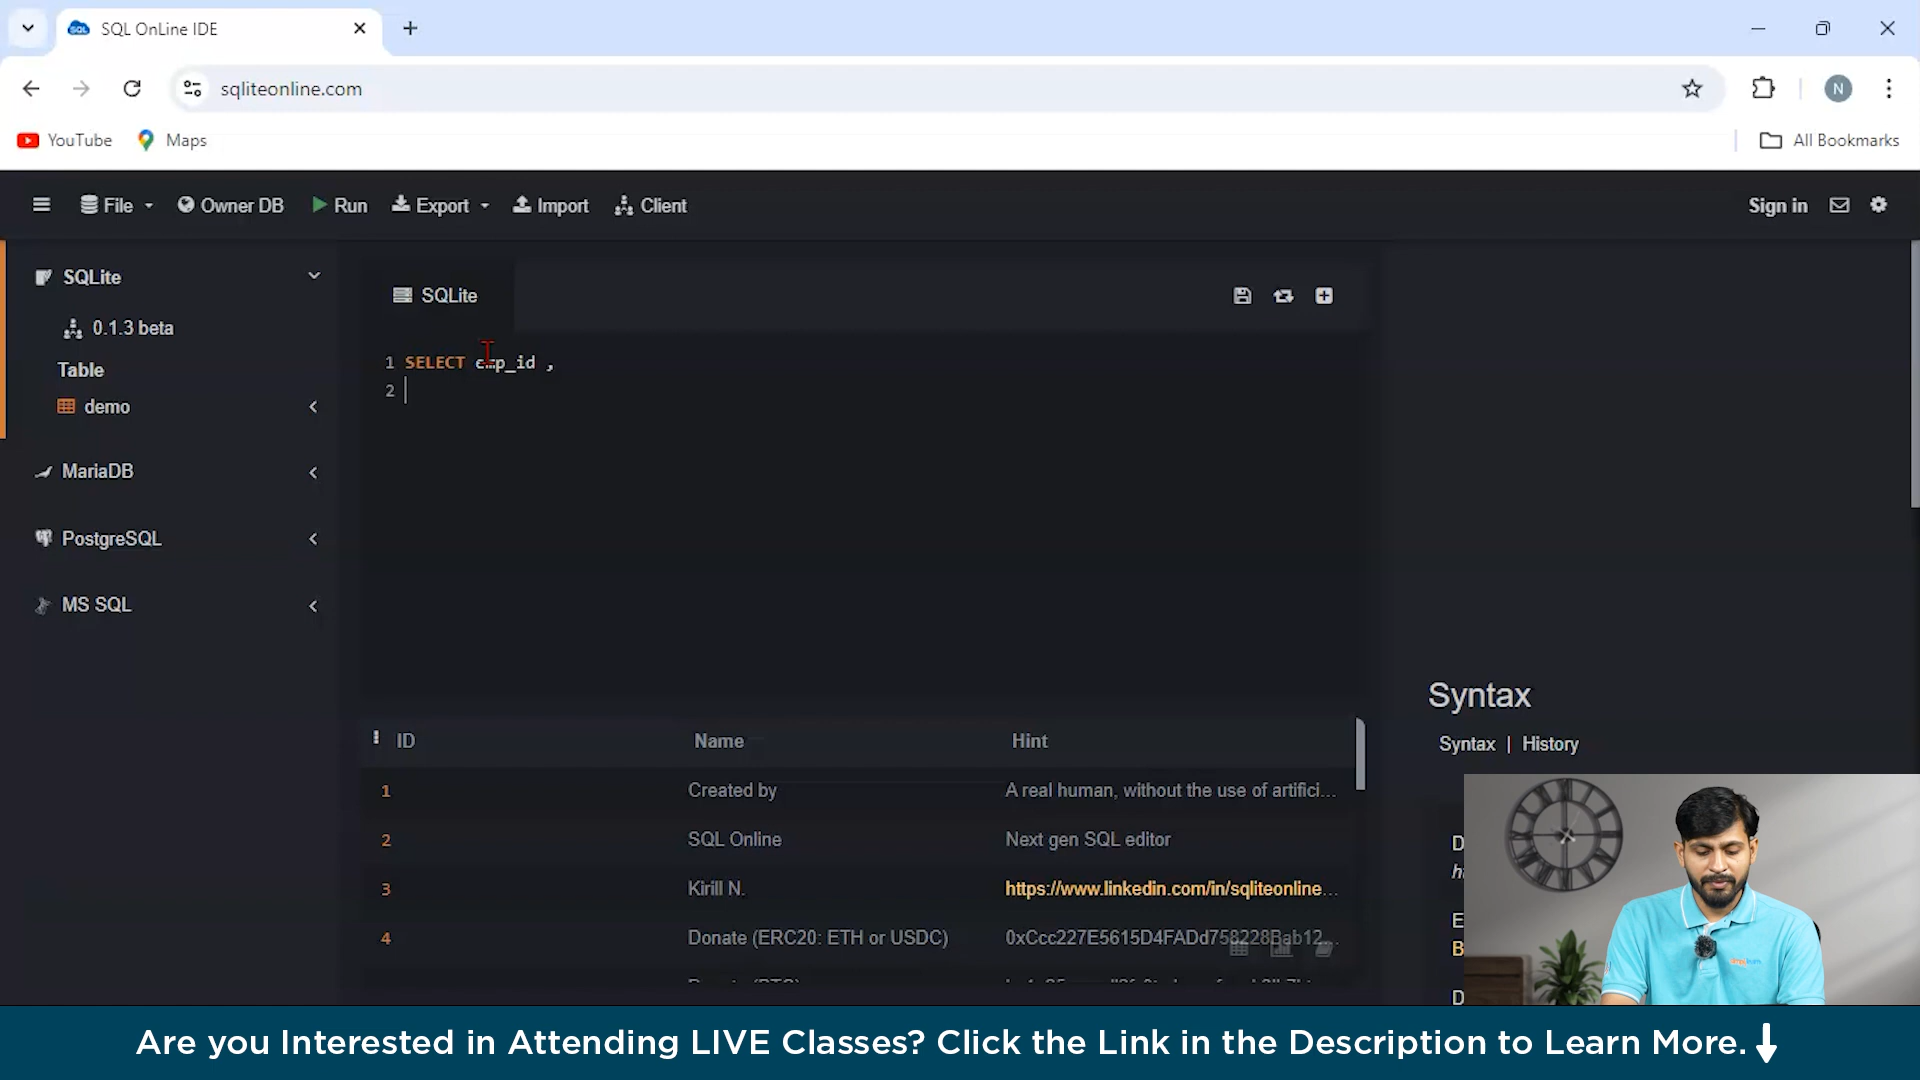 SQL OnLine IDE
sqliteonline.com
N
YouTube
Maps
All Bookmarks
File
Owner DB
Run
Export
Import
Client
Sign in
SQLite
0.1.3 beta
Table
demo
MariaDB
PostgreSQL
MS SQL
SQLite
1 SELECT emp_id ,
2
ID Name Hint
1 Created by A real human, without the use of artifici...
2 SQL Online Next gen SQL editor
3 Kirill N. https://www.linkedin.com/in/sqliteonline...
4 Donate (ERC20: ETH or USDC) 0xCcc227E5615D4FADd758228Bab12...
Syntax
Syntax | History
Are you Interested in Attending LIVE Classes? Click the Link in the Description to Learn More.